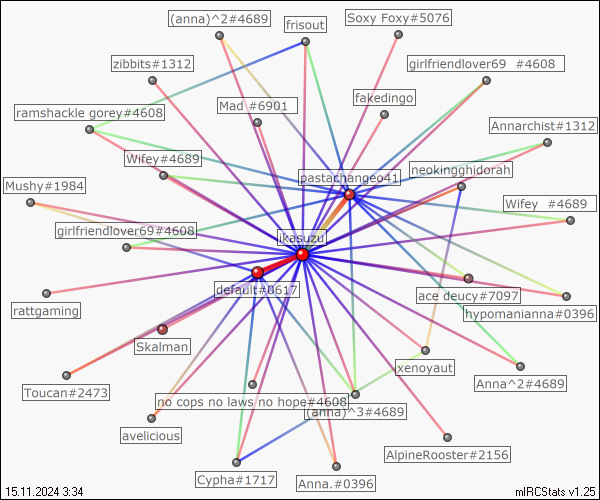 (anna)^2#4689
frisout
Soxy Foxy#5076
zibbits#1312
girlfriendlover69 #4608
ramshackle gorey#4608
Mad #6901
fakedingo
Annarchist#1312
Wifey#4689
pastachangeo41
neokingghidorah
Mushy#1984
Wifey #4689
girlfriendlover69#4608
ikasuzu
default#0617
ace deucy#7097
rattgaming
hypomanianna#0396
Skalman
xenoyaut
Toucan#2473
Anna^2#4689
no cops no laws no hope#4608
(anna)^3#4689
avelicious
AlpineRooster#2156
Cypha#1717
Anna.#0396
15.11.2024 3:34
mIRCStats v1.25